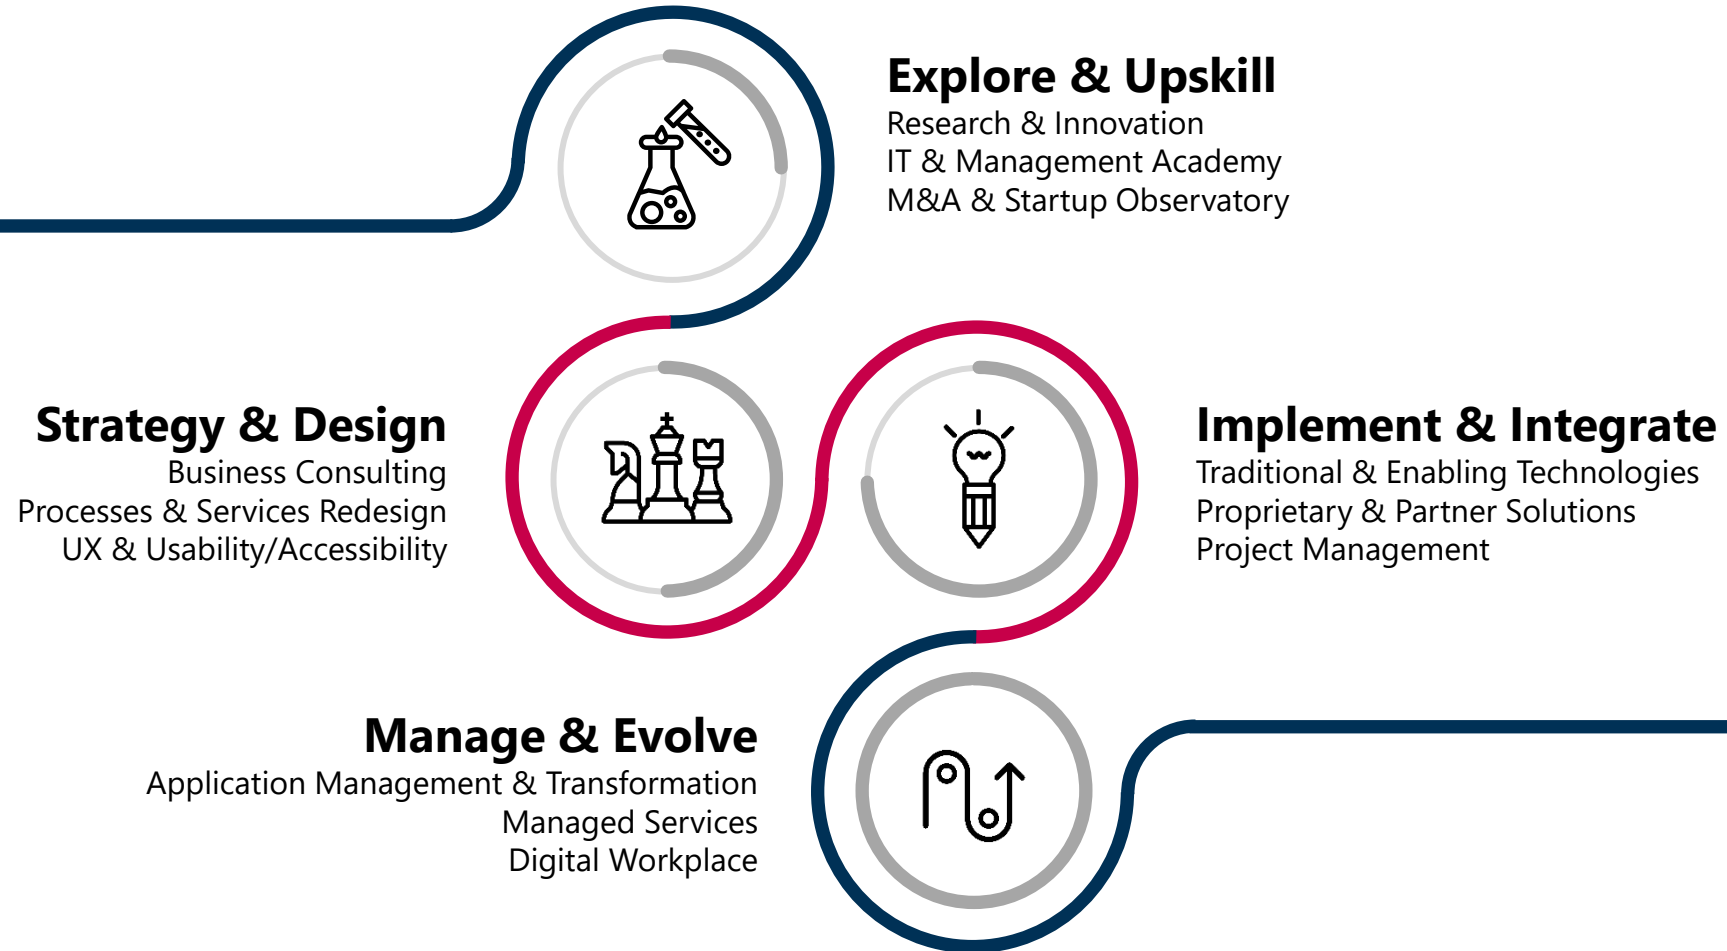 Explore & Upskill
Research & Innovation
IT & Management Academy
M&A & Startup Observatory
Strategy & Design
Business Consulting
Processes & Services Redesign
UX & Usability/Accessibility
Implement & Integrate
Traditional & Enabling Technologies
Proprietary & Partner Solutions
Project Management
Manage & Evolve
Application Management & Transformation
Managed Services
Digital Workplace